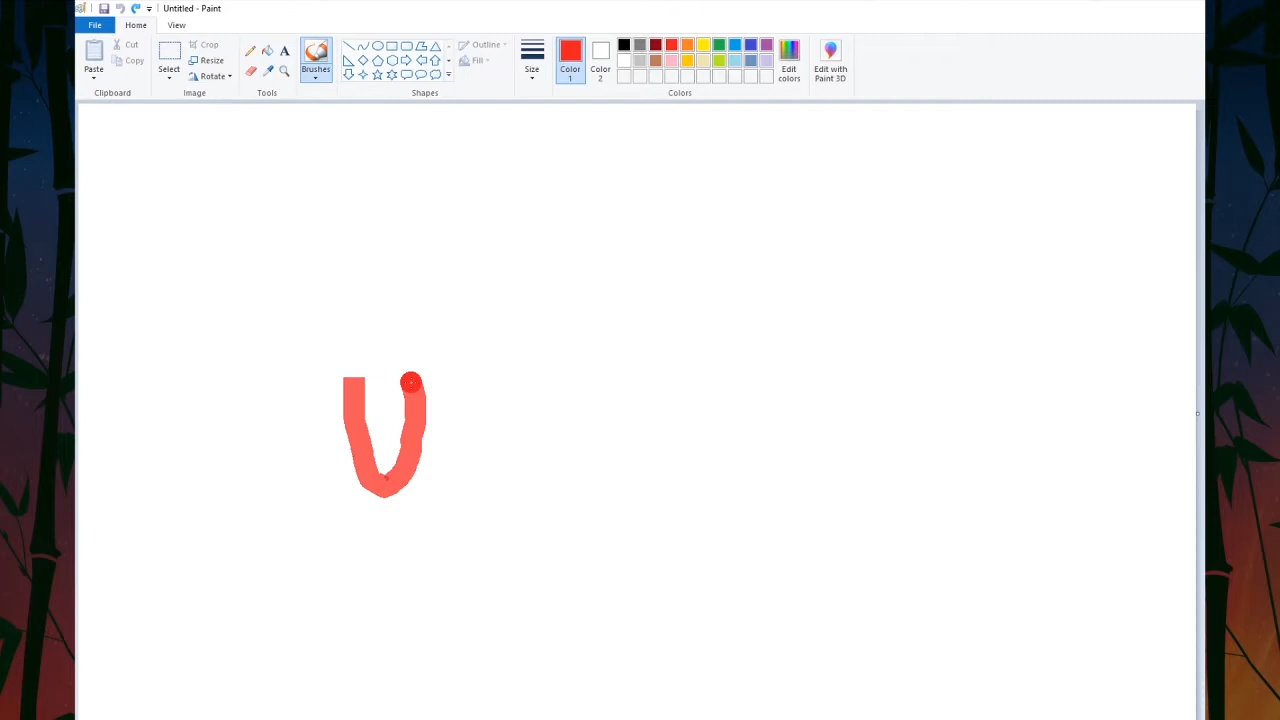 Untitled - Paint
File Home View
Paste
Cut
Copy
Clipboard
Select
Crop
Resize
Rotate
Image
A
Tools
Brushes
Outline
Fill
Shapes
Size
Color 1
Color 2
Edit colors
Colors
Edit with Paint 3D
U